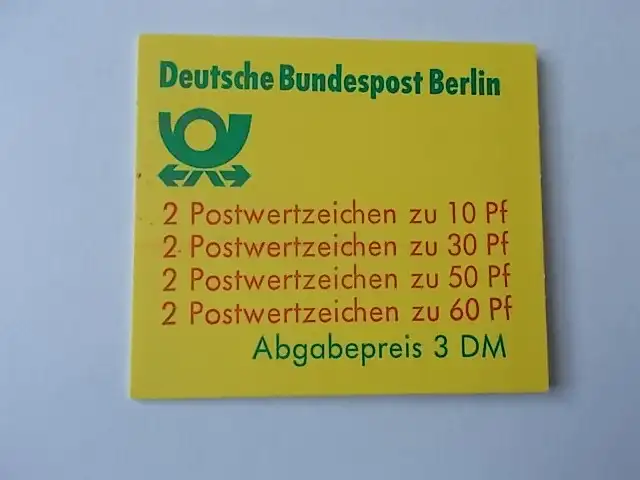 Deutsche Bundespost Berlin
2 Postwertzeichen zu 10 Pf
2 Postwertzeichen zu 30 Pf
2 Postwertzeichen zu 50 Pf
2 Postwertzeichen zu 60 Pf
Abgabepreis 3 DM